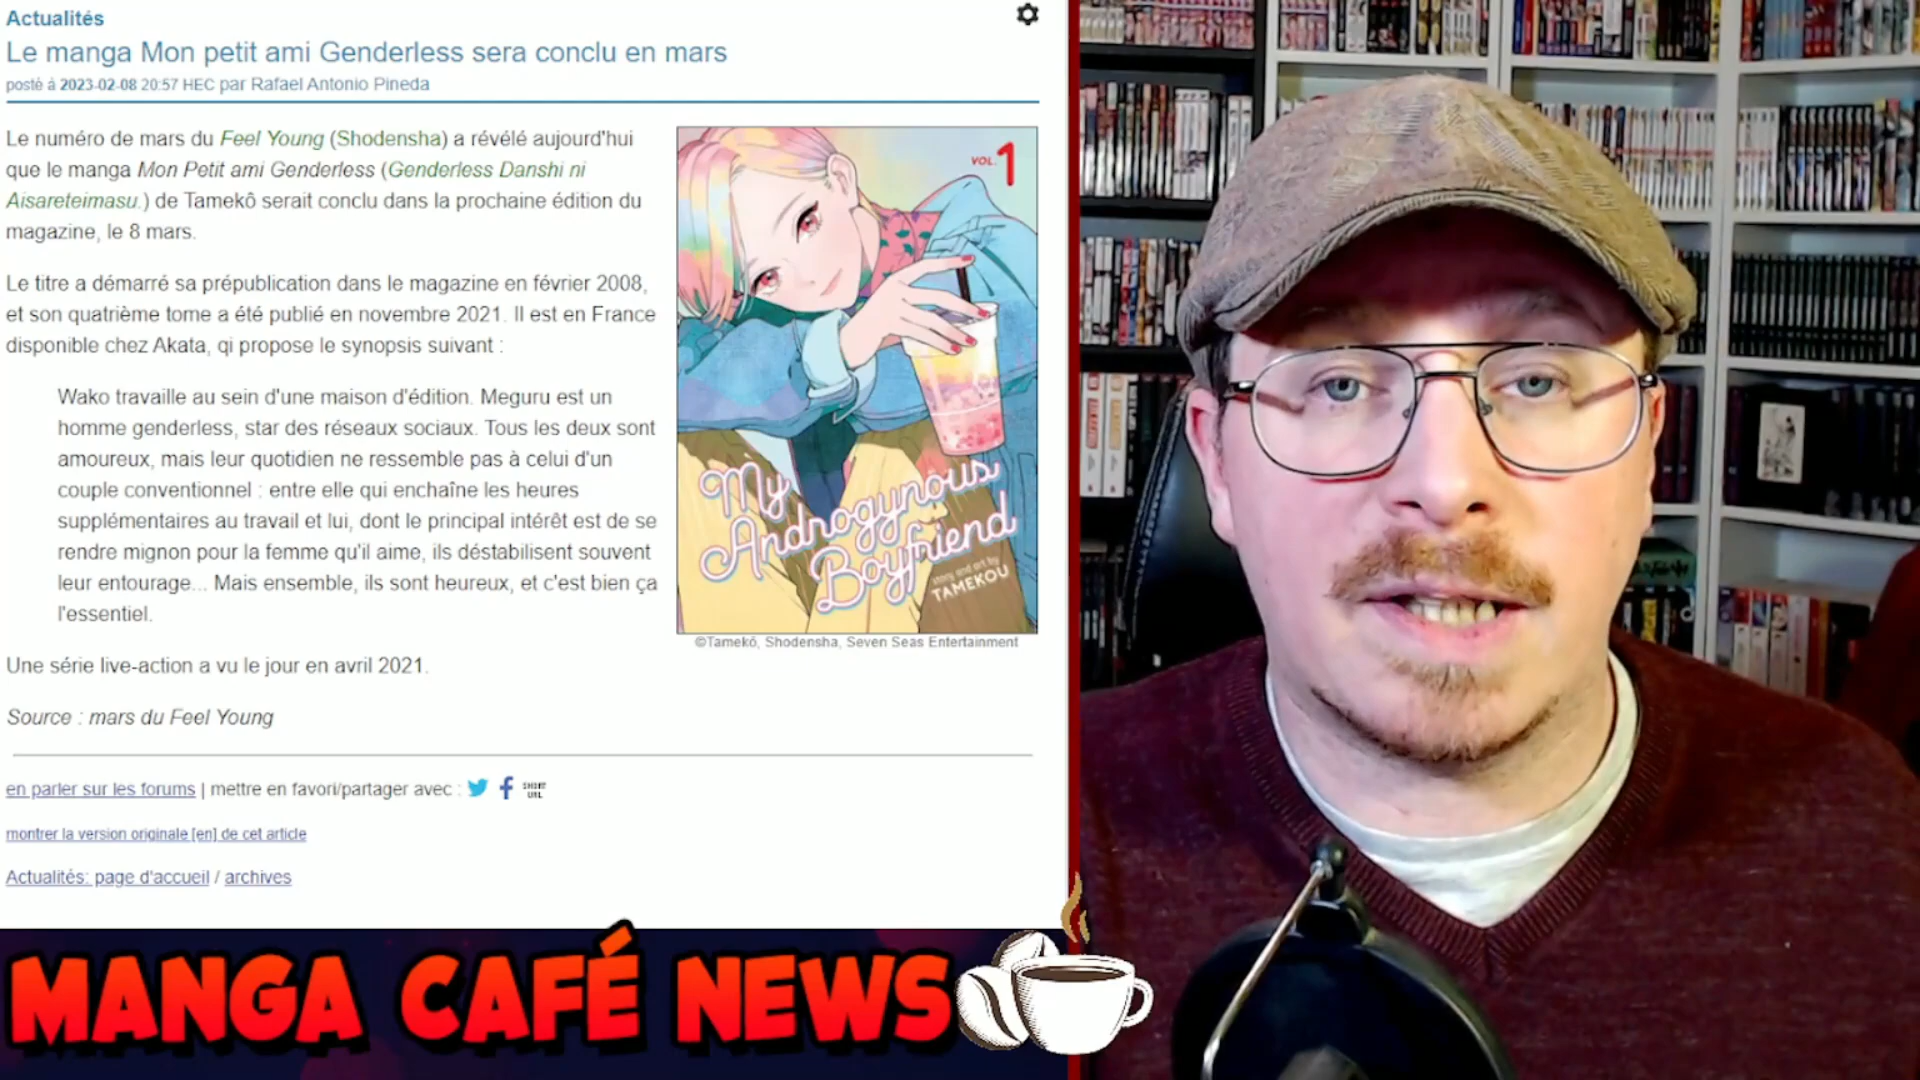 Actualités
Le manga Mon petit ami Genderless sera conclu en mars
posté à 2023-02-08 20:57 HEC par Rafael Antonio Pineda
Le numéro de mars du Feel Young (Shodensha) a révélé aujourd'hui
que le manga Mon Petit ami Genderless (Genderless Danshi ni
Aisareteimasu.) de Tamekô serait conclu dans la prochaine édition du
magazine, le 8 mars.
Le titre a démarré sa prépublication dans le magazine en février 2008,
et son quatrième tome a été publié en novembre 2021. Il est en France
disponible chez Akata, qi propose le synopsis suivant :
Wako travaille au sein d'une maison d'édition. Meguru est un
homme genderless, star des réseaux sociaux. Tous les deux sont
amoureux, mais leur quotidien ne ressemble pas à celui d'un
couple conventionnel : entre elle qui enchaîne les heures
supplémentaires au travail et lui, dont le principal intérêt est de se
rendre mignon pour la femme qu'il aime, ils déstabilisent souvent
leur entourage... Mais ensemble, ils sont heureux, et c'est bien ça
l'essentiel.
VOL. 1
My
Androgynous
Boyfriend
story and art by
TAMEKOU
©Tamekô, Shodensha, Seven Seas Entertainment
Une série live-action a vu le jour en avril 2021.
Source : mars du Feel Young
en parler sur les forums | mettre en favori/partager avec : SHORT
URL
montrer la version originale [en] de cet article
Actualités: page d'accueil / archives
MANGA CAFÉ NEWS